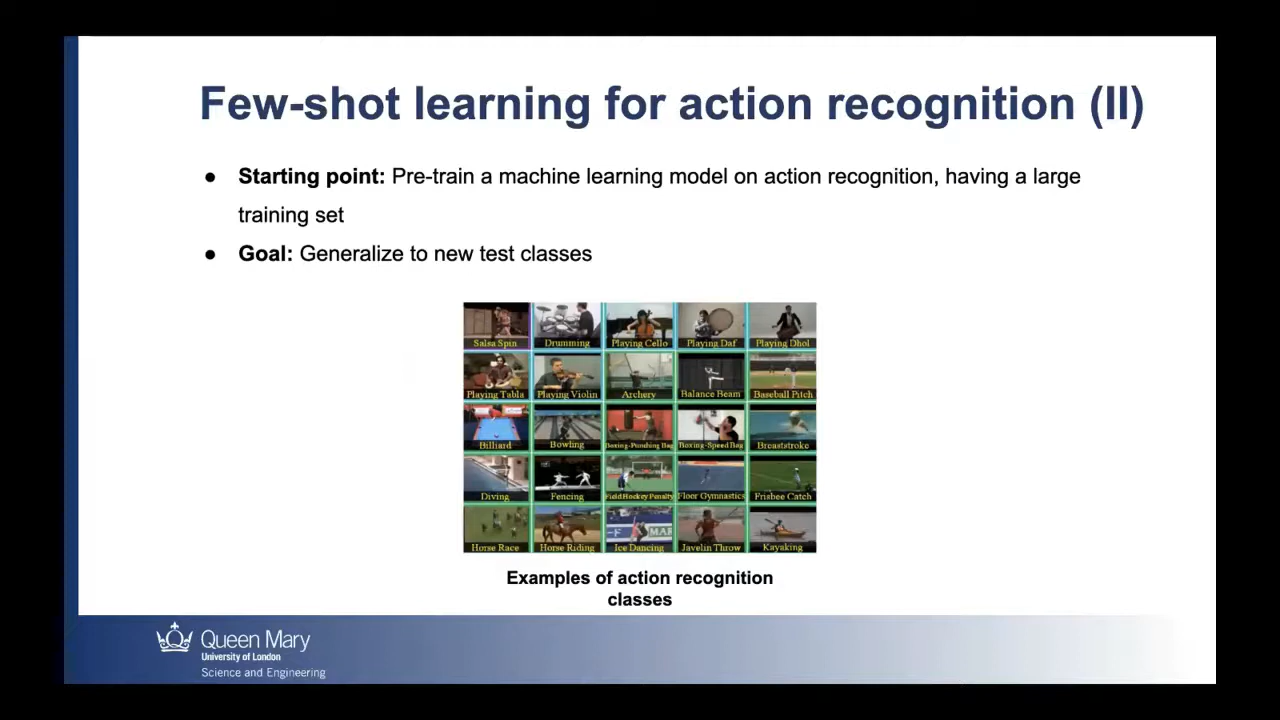 Few-shot learning for action recognition (II)
● Starting point: Pre-train a machine learning model on action recognition, having a large
training set
● Goal: Generalize to new test classes
Salsa Spin Drumming Playing Cello Playing Daf Playing Dhol
Playing Tabla Playing Violin Archery Balance Beam Baseball Pitch
Billiard Bowling Boxing-Punching Bag Boxing-Speed Bag Breaststroke
Diving Fencing Field Hockey Penalty Floor Gymnastics Frisbee Catch
Horse Race Horse Riding Ice Dancing Javelin Throw Kayaking
Examples of action recognition
classes
Queen Mary
University of London
Science and Engineering